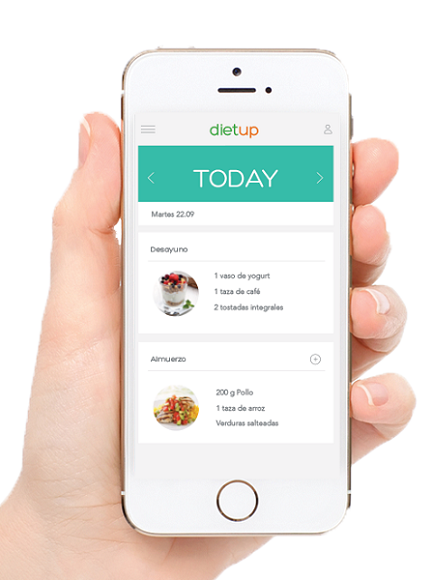 dietup
TODAY
Martes 22.09
Desayuno
1 vaso de yogurt
1 taza de café
2 tostadas integrales
Almuerzo
200 g Pollo
1 taza de arroz
Verduras salteadas